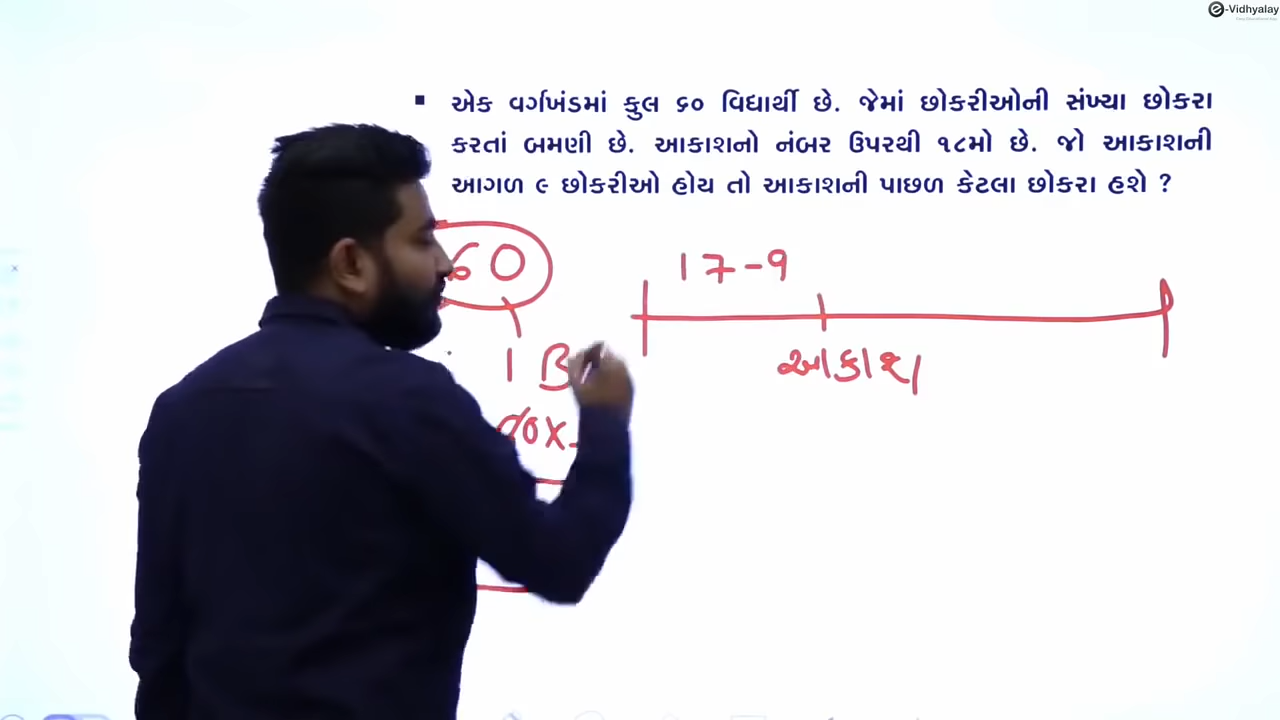 e-Vidhyalay
▪ એક વર્ગખંડમાં કુલ ૬૦ વિદ્યાર્થી છે. જેમાં છોકરીઓની સંખ્યા છોકરા
કરતાં બમણી છે. આકાશનો નંબર ઉપરથી ૧૮મો છે. જો આકાશની
આગળ ૯ છોકરીઓ હોય તો આકાશની પાછળ કેટલા છોકરા હશે ?
60
17-9
1 B
આકાશ